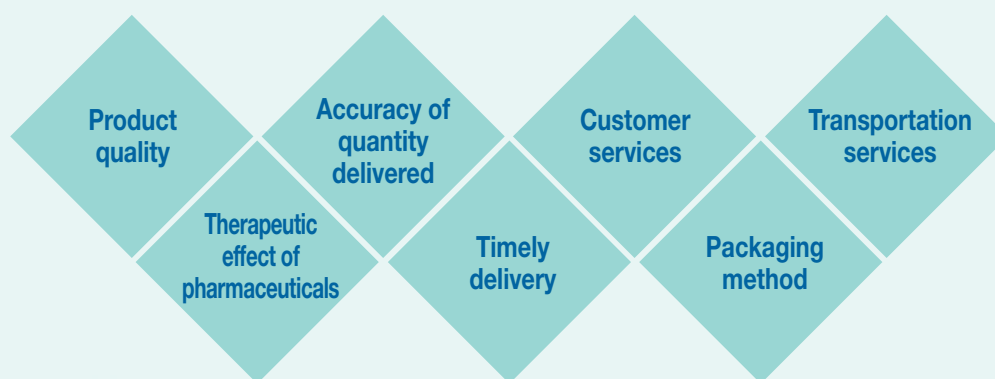 Product
quality
Accuracy of
quantity
delivered
Customer
services
Transportation
services
Therapeutic
effect of
pharmaceuticals
Timely
delivery
Packaging
method